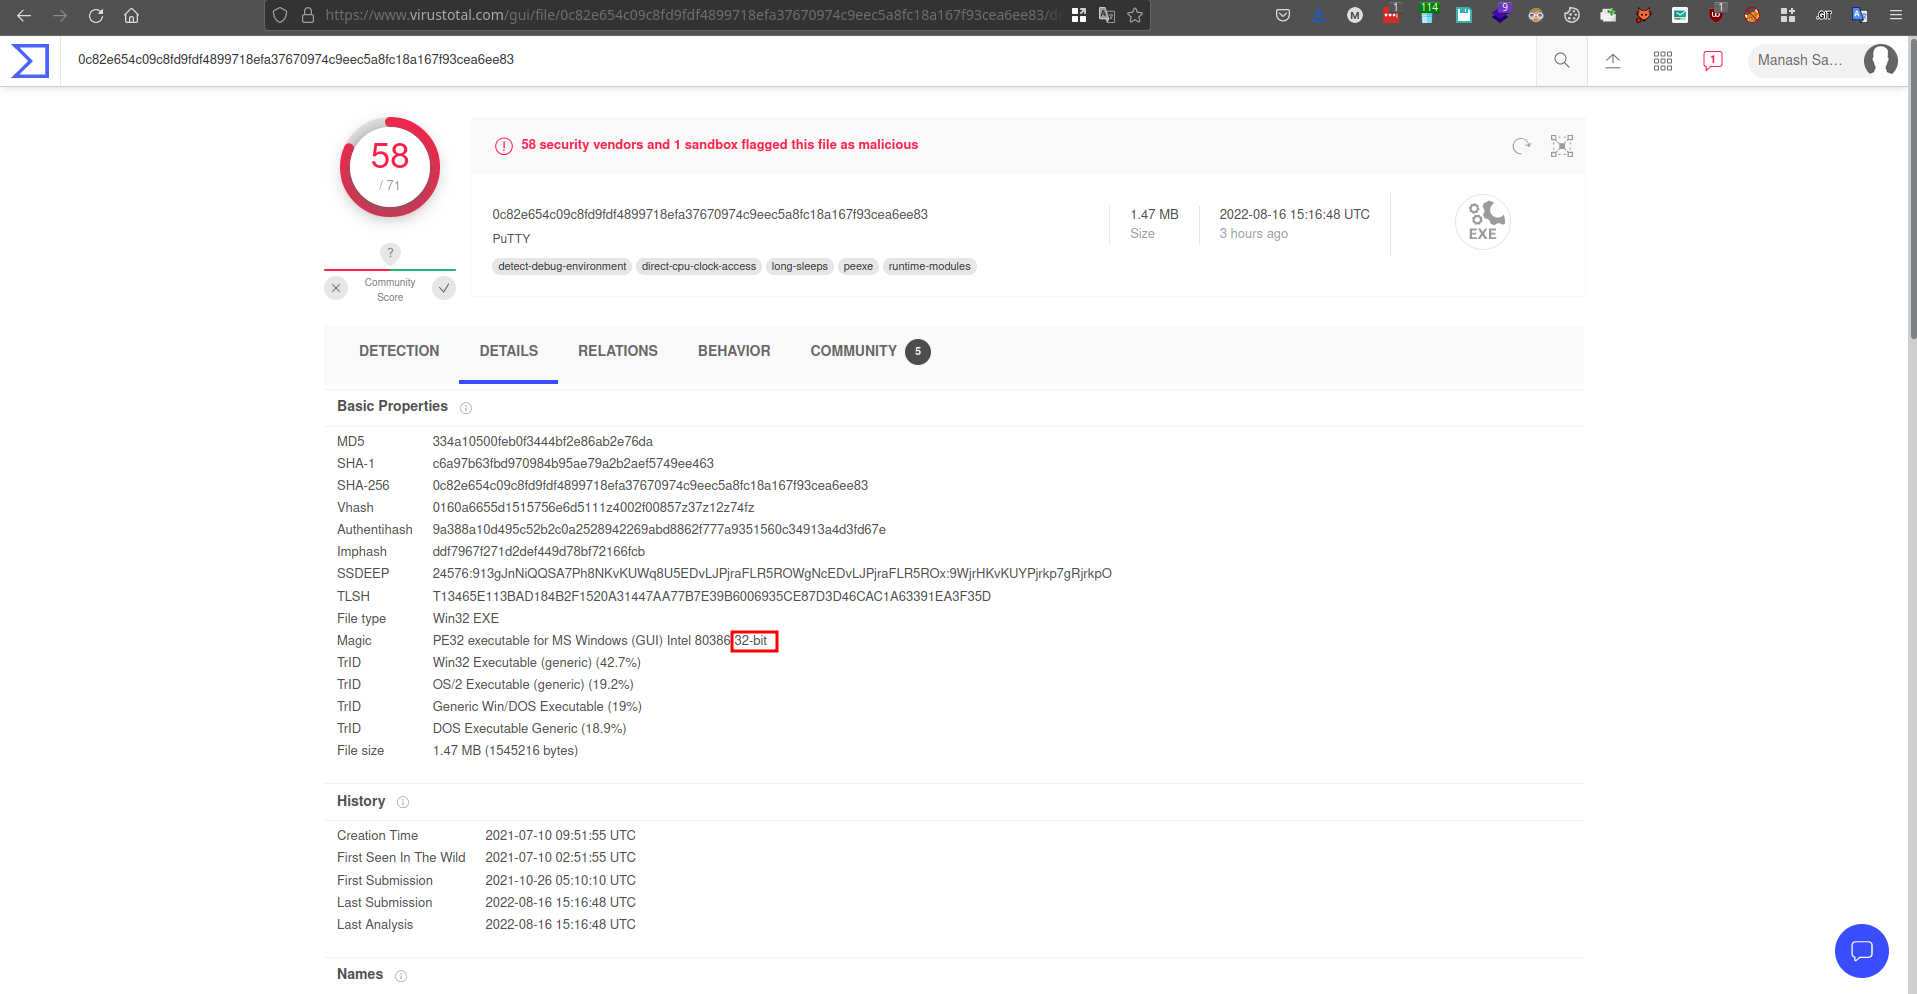 https://www.virustotal.com/gui/file/0c82e654c09c8fd9fdf4899718efa37670974c9eec5a8fc18a167f93cea6ee83/de
1
114
9
1
.GIT
0c82e654c09c8fd9fdf4899718efa37670974c9eec5a8fc18a167f93cea6ee83
1
Manash Sa...
58
/ 71
58 security vendors and 1 sandbox flagged this file as malicious
0c82e654c09c8fd9fdf4899718efa37670974c9eec5a8fc18a167f93cea6ee83
PuTTY
1.47 MB
Size
2022-08-16 15:16:48 UTC
3 hours ago
EXE
detect-debug-environment direct-cpu-clock-access long-sleeps peexe runtime-modules
?
Community
Score
DETECTION DETAILS RELATIONS BEHAVIOR COMMUNITY 5
Basic Properties
MD5 334a10500feb0f3444bf2e86ab2e76da
SHA-1 c6a97b63fbd970984b95ae79a2b2aef5749ee463
SHA-256 0c82e654c09c8fd9fdf4899718efa37670974c9eec5a8fc18a167f93cea6ee83
Vhash 0160a6655d1515756e6d5111z4002f00857z37z12z74fz
Authentihash 9a388a10d495c52b2c0a2528942269abd8862f777a9351560c34913a4d3fd67e
Imphash ddf7967f271d2def449d78bf72166fcb
SSDEEP 24576:913gJnNiQQSA7Ph8NKvKUWq8U5EDvLJPjraFLR5ROWgNcEDvLJPjraFLR5ROx:9WjrHKvKUYPjrkp7gRjrkpO
TLSH T13465E113BAD184B2F1520A31447AA77B7E39B6006935CE87D3D46CAC1A63391EA3F35D
File type Win32 EXE
Magic PE32 executable for MS Windows (GUI) Intel 80386 32-bit
TrID Win32 Executable (generic) (42.7%)
TrID OS/2 Executable (generic) (19.2%)
TrID Generic Win/DOS Executable (19%)
TrID DOS Executable Generic (18.9%)
File size 1.47 MB (1545216 bytes)
History
Creation Time 2021-07-10 09:51:55 UTC
First Seen In The Wild 2021-07-10 02:51:55 UTC
First Submission 2021-10-26 05:10:10 UTC
Last Submission 2022-08-16 15:16:48 UTC
Last Analysis 2022-08-16 15:16:48 UTC
Names